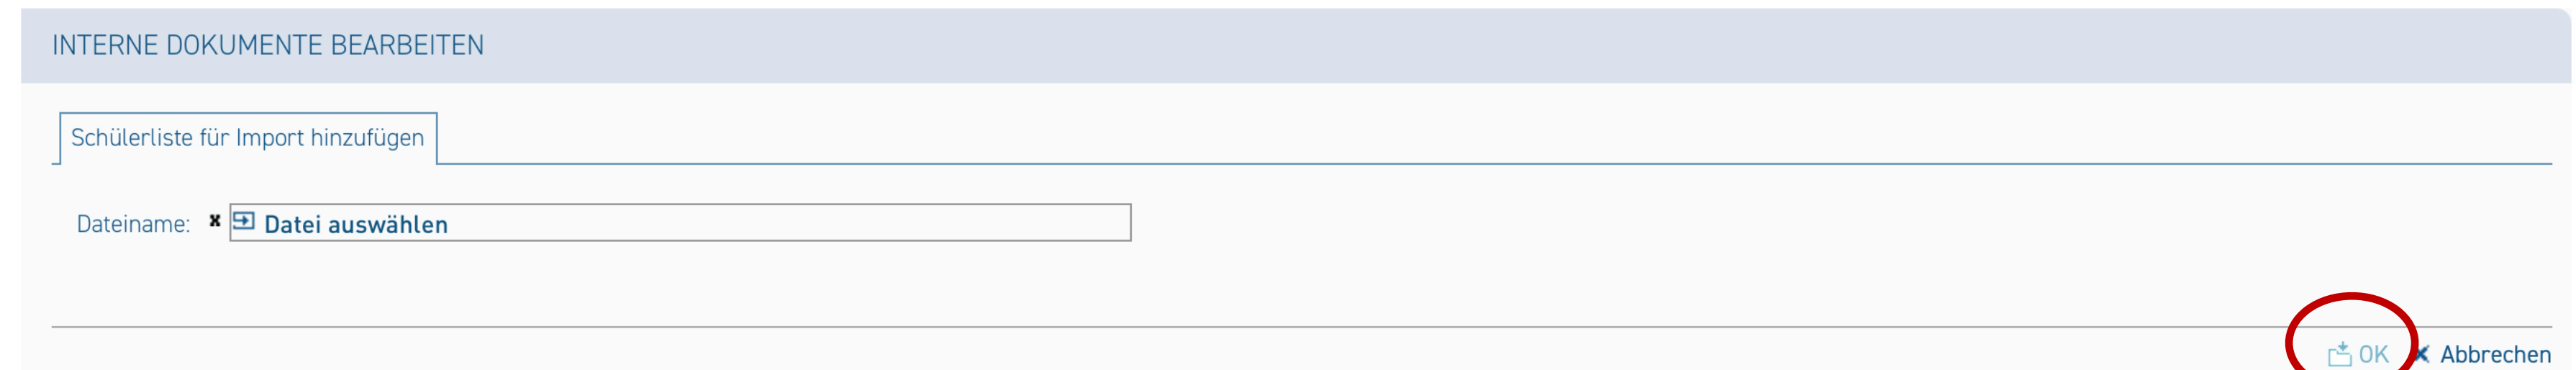 INTERNE DOKUMENTE BEARBEITEN
Schülerliste für Import hinzufügen
Dateiname: Datei auswählen
OK Abbrechen